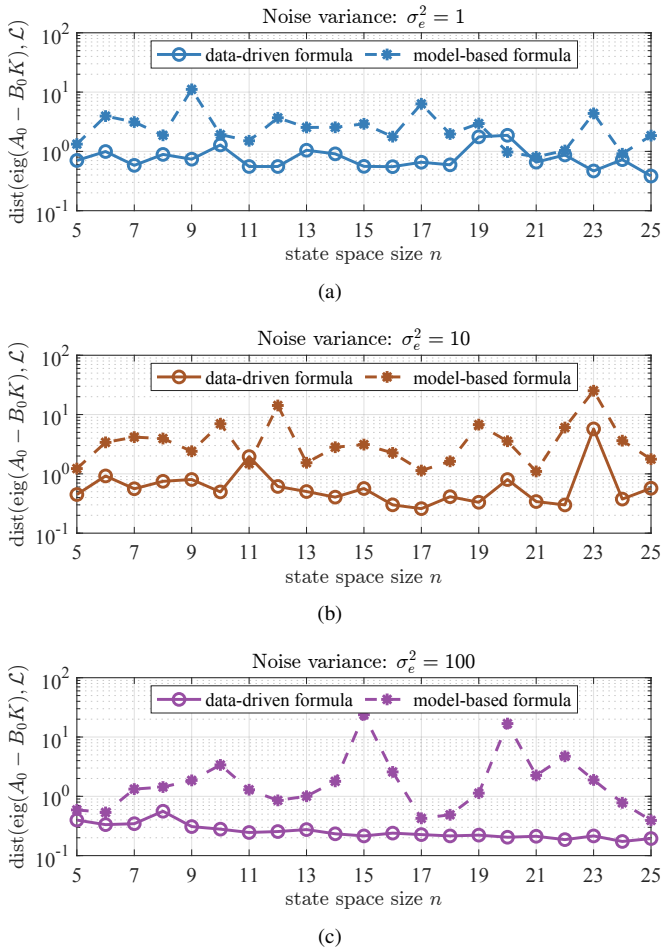 Noise variance: σ_e^2 = 1
10^2
data-driven formula model-based formula
10^1
10^0
10^-1
dist(eig(A_0 − B_0K), ℒ)
5 7 9 11 13 15 17 19 21 23 25
state space size n
(a)
Noise variance: σ_e^2 = 10
10^2
data-driven formula model-based formula
10^1
10^0
10^-1
dist(eig(A_0 − B_0K), ℒ)
5 7 9 11 13 15 17 19 21 23 25
state space size n
(b)
Noise variance: σ_e^2 = 100
10^2
data-driven formula model-based formula
10^1
10^0
10^-1
dist(eig(A_0 − B_0K), ℒ)
5 7 9 11 13 15 17 19 21 23 25
state space size n
(c)